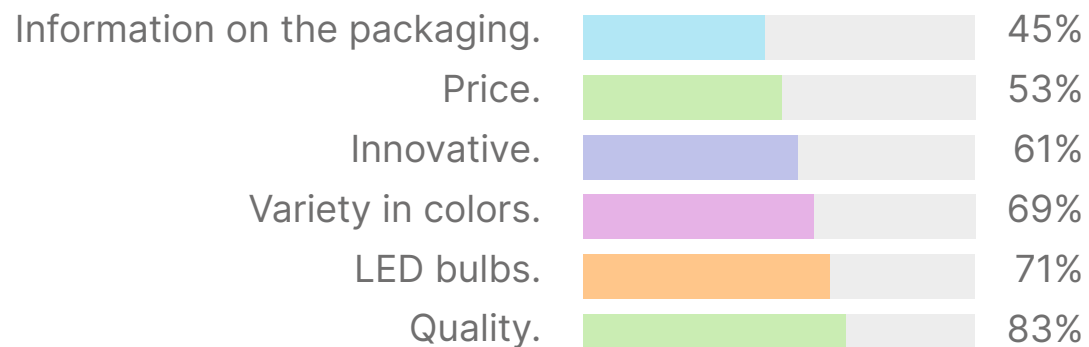 Information on the packaging. 45%
Price. 53%
Innovative. 61%
Variety in colors. 69%
LED bulbs. 71%
Quality. 83%